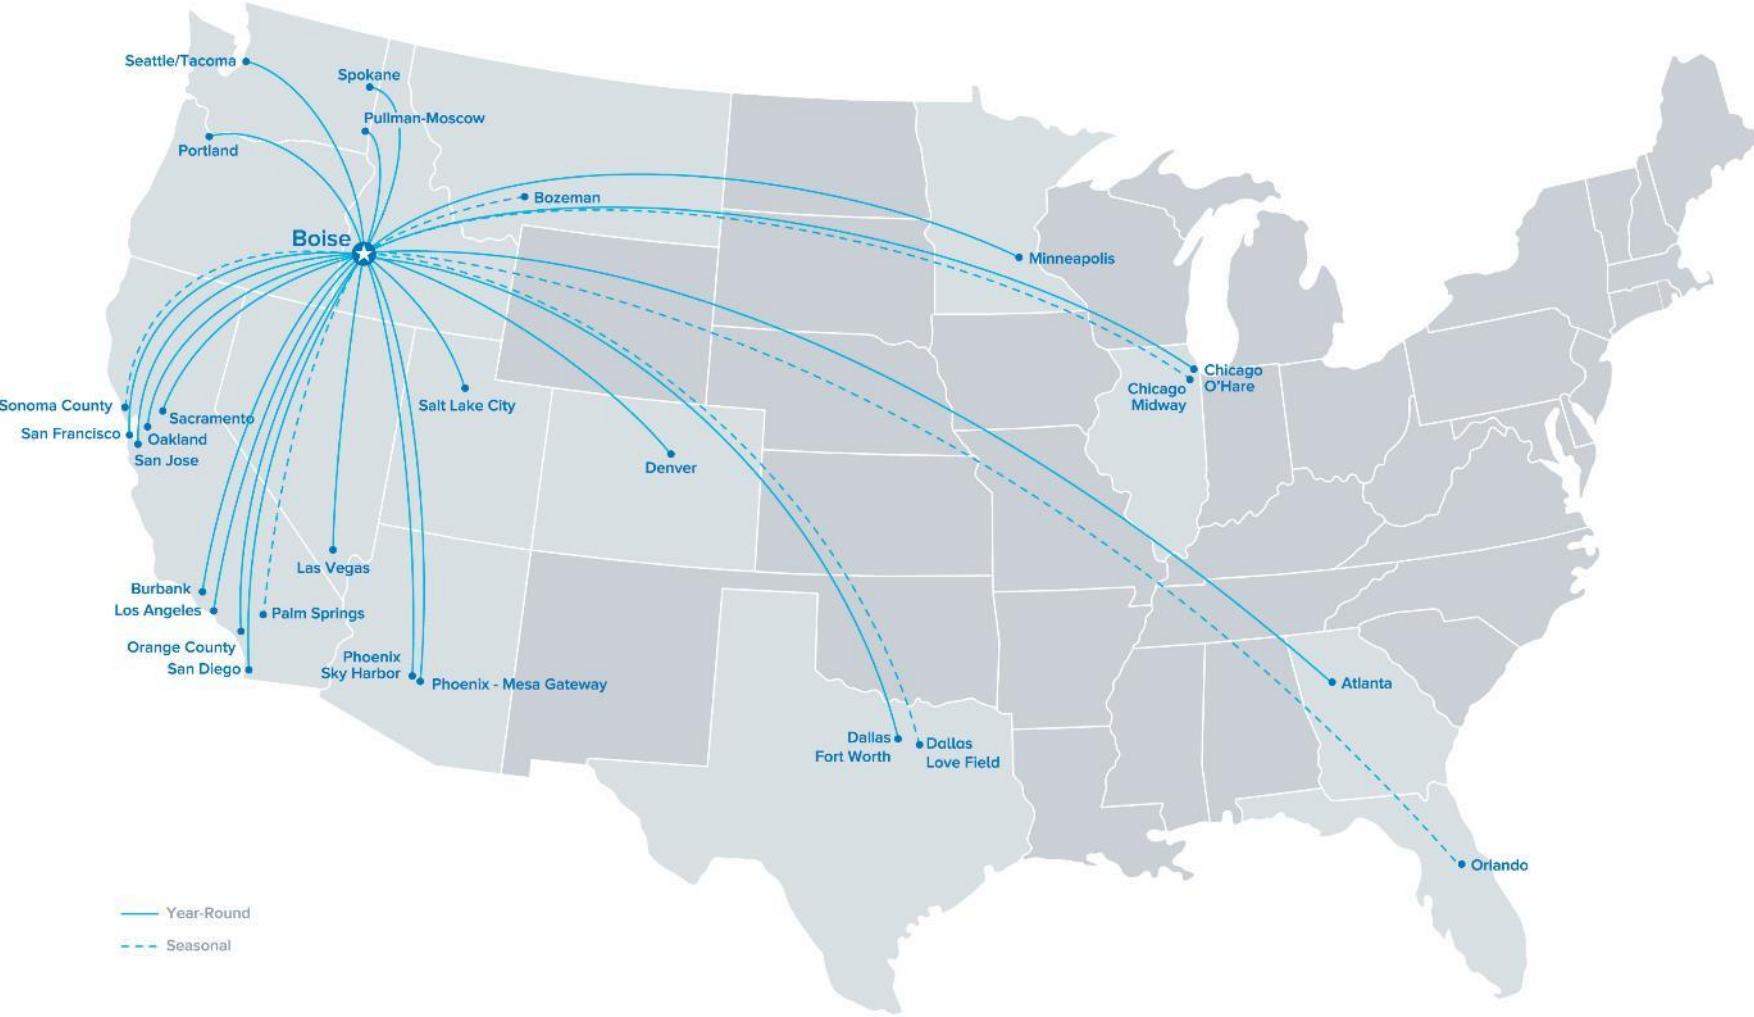 Seattle/Tacoma
Spokane
Pullman-Moscow
Portland
Bozeman
Boise
Minneapolis
Chicago
O'Hare
Chicago
Midway
Sonoma County
Sacramento
San Francisco
Oakland
San Jose
Salt Lake City
Denver
Las Vegas
Burbank
Los Angeles
Palm Springs
Orange County
San Diego
Phoenix
Sky Harbor
Phoenix - Mesa Gateway
Atlanta
Dallas
Fort Worth
Dallas
Love Field
Orlando
Year-Round
Seasonal